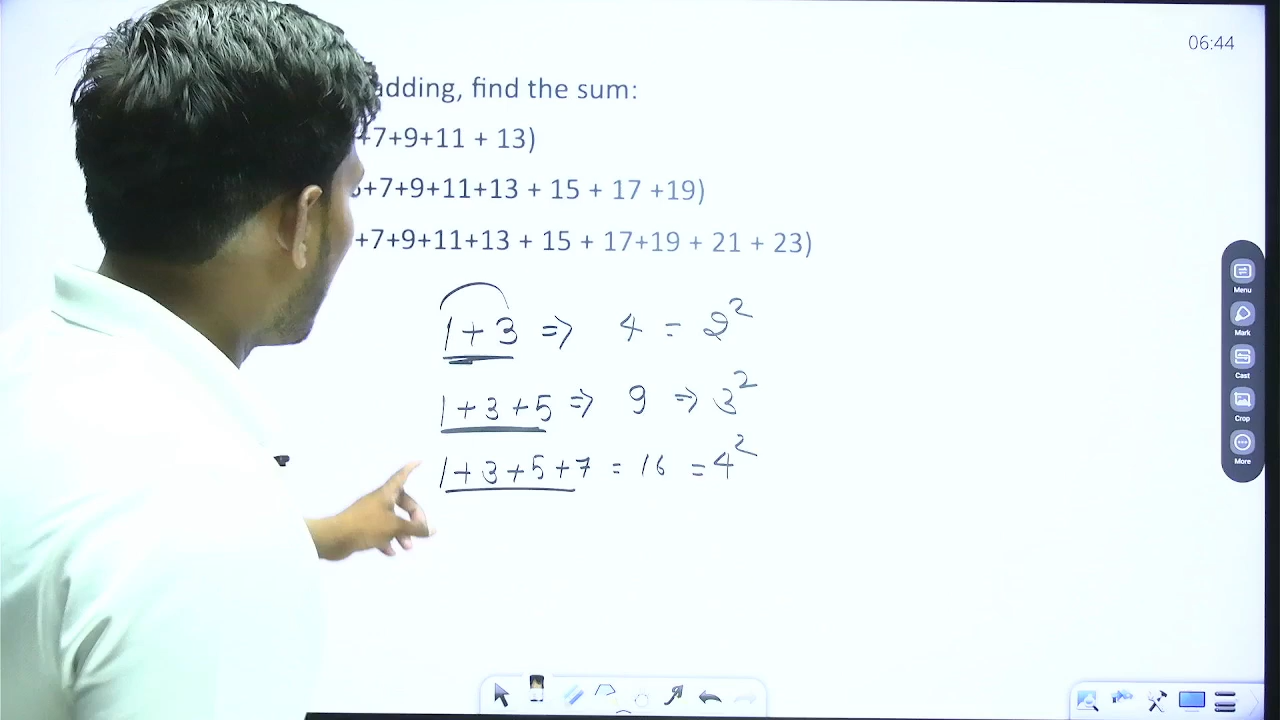 06:44
adding, find the sum:
+7+9+11 + 13)
+7+9+11+13 + 15 + 17 +19)
+7+9+11+13 + 15 + 17+19 + 21 + 23)
1 + 3 => 4 = 2²
1 + 3 + 5 => 9 => 3²
1 + 3 + 5 + 7 = 16 = 4²
Menu
Mark
Cast
Crop
More